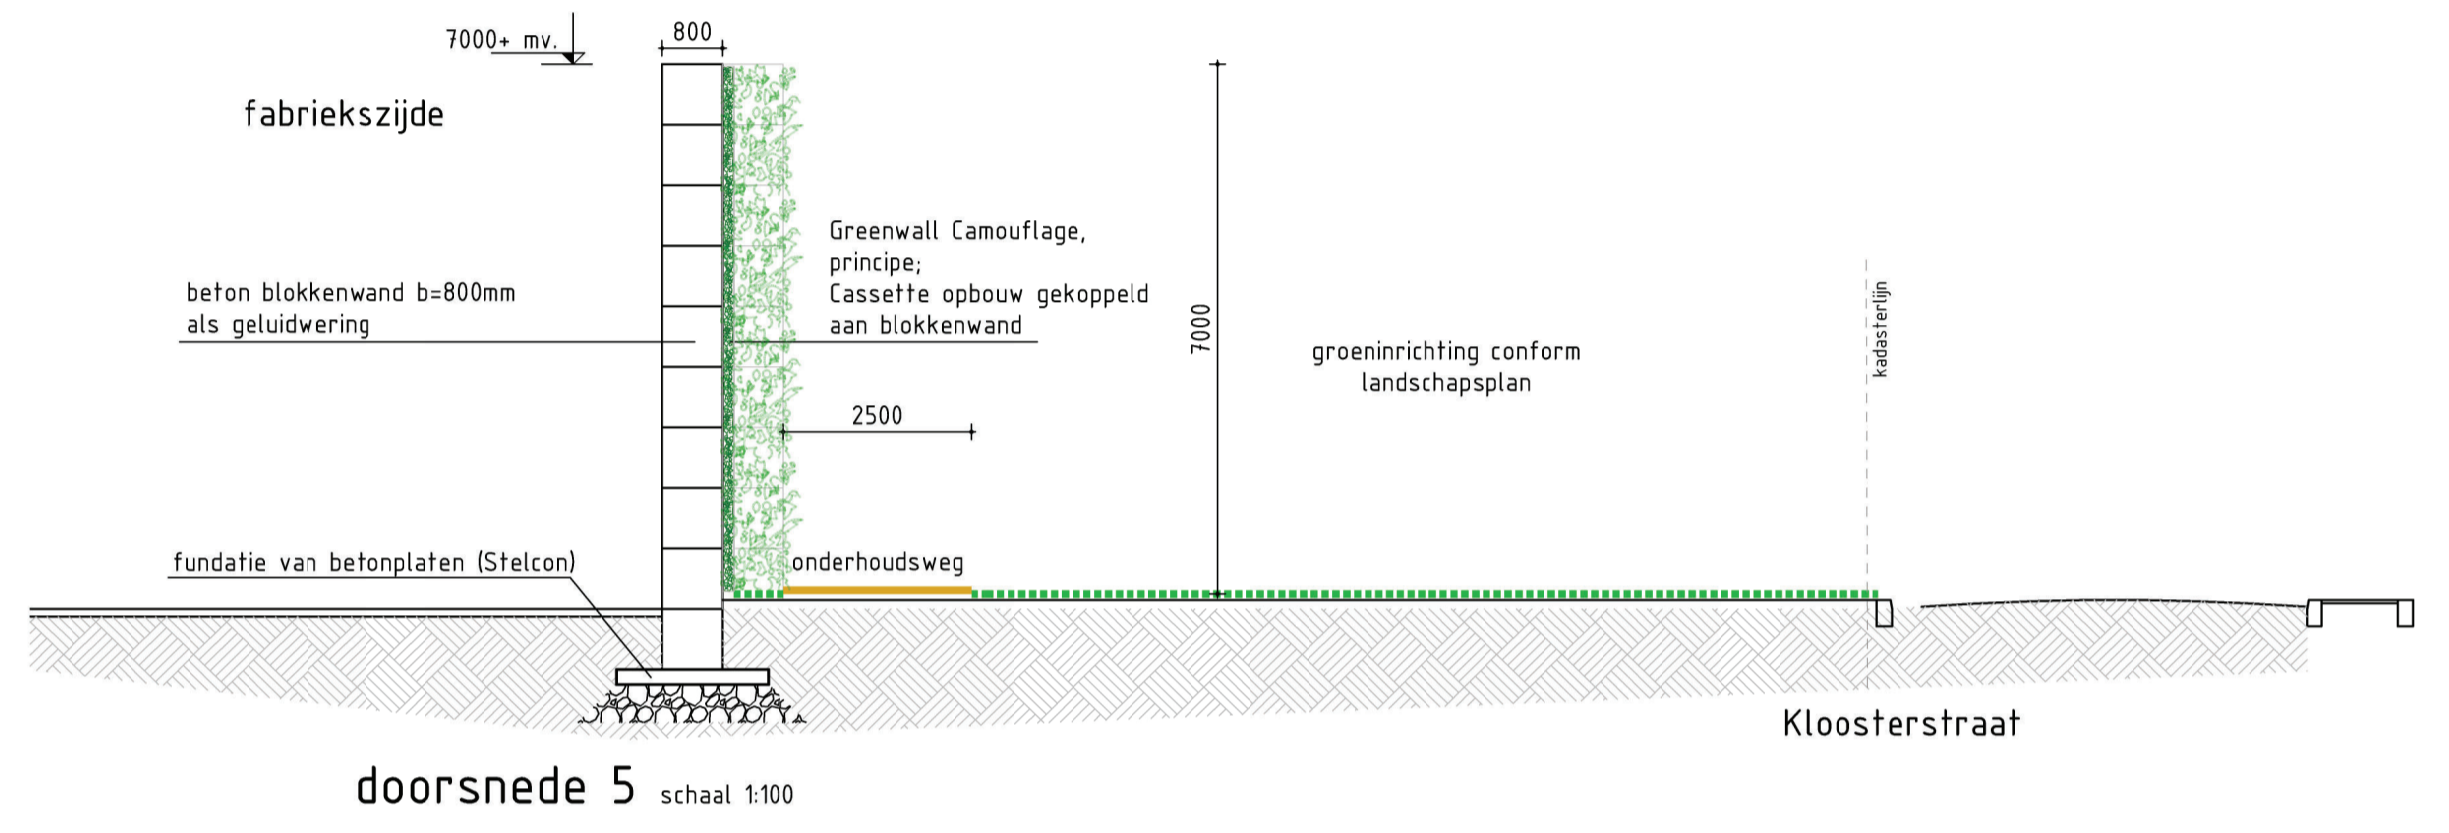 7000+ mv.
800
fabriekszijde
beton blokkenwand b=800mm
als geluidwering
Greenwall Camouflage,
principe;
Cassette opbouw gekoppeld
aan blokkenwand
7000
groeninrichting conform
landschapsplan
kadasterlijn
2500
fundatie van betonplaten (Stelcon)
onderhoudsweg
Kloosterstraat
doorsnede 5 schaal 1:100